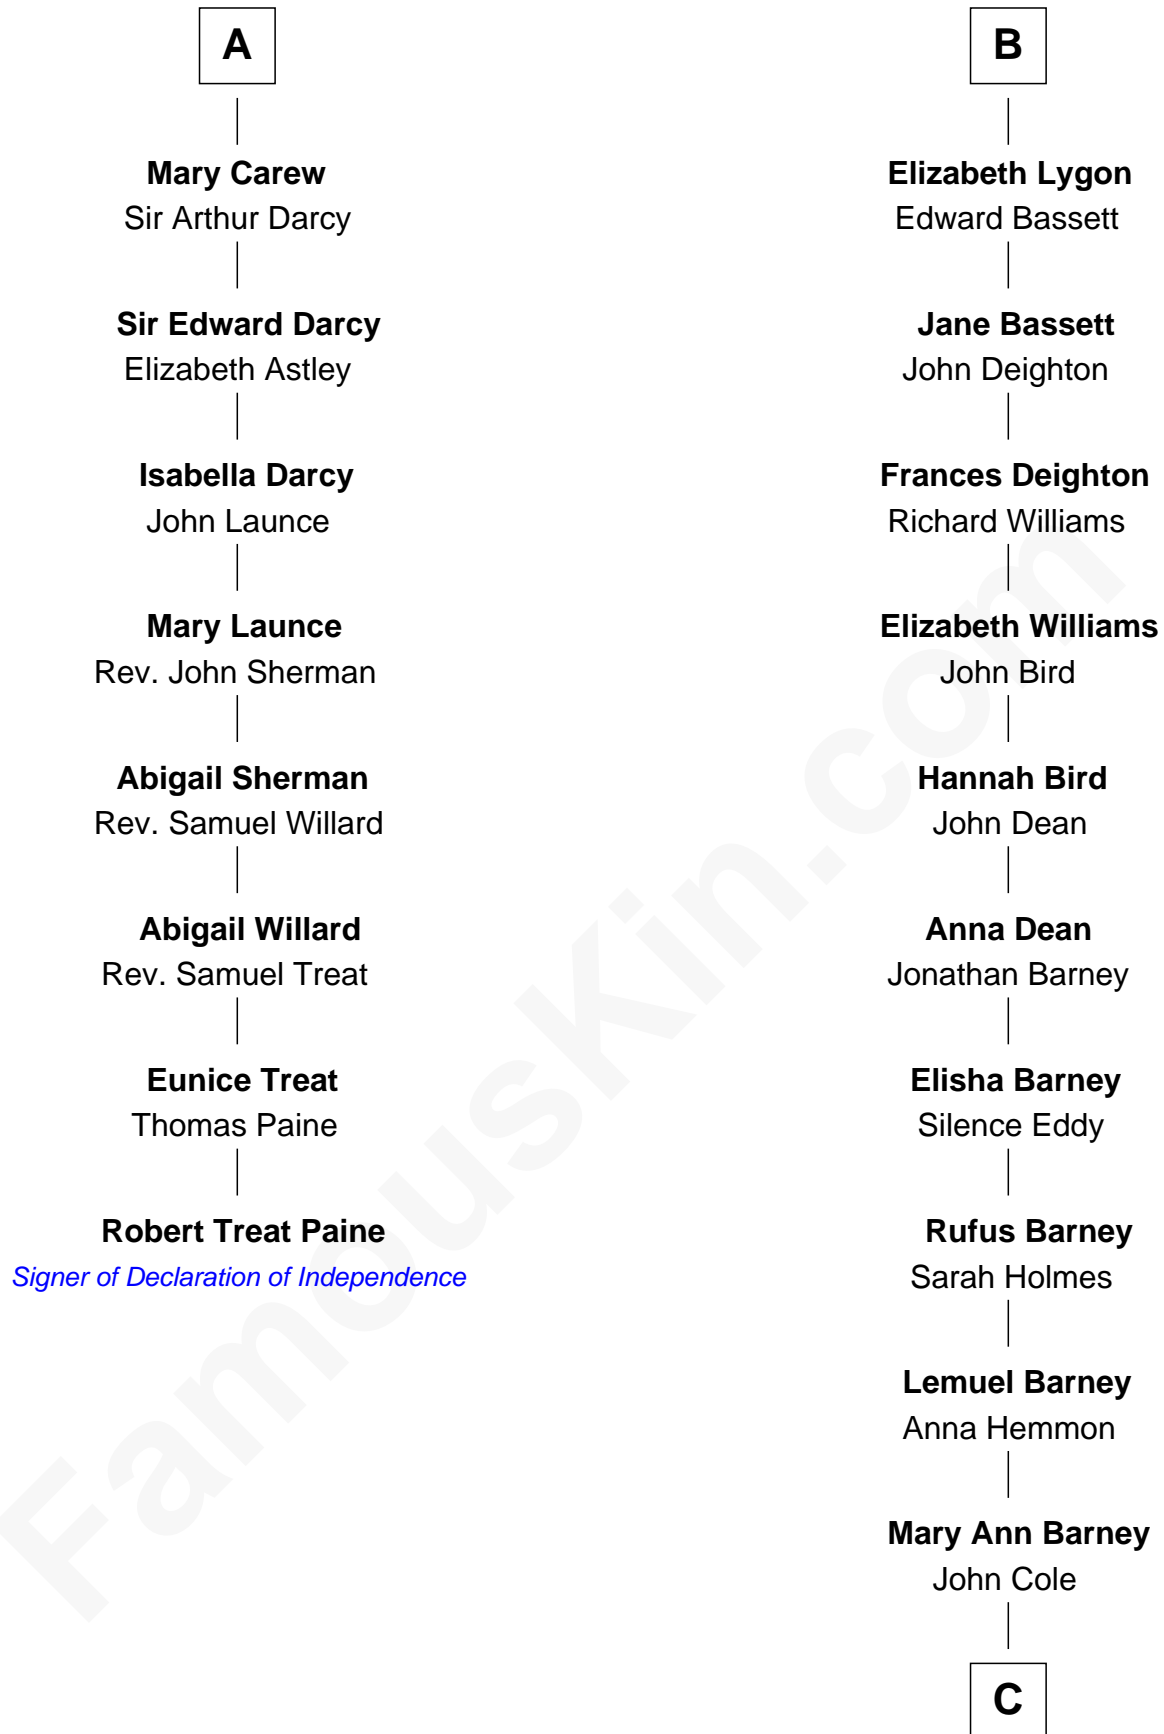 A
Mary Carew
Sir Arthur Darcy
Sir Edward Darcy
Elizabeth Astley
Isabella Darcy
John Launce
Mary Launce
Rev. John Sherman
Abigail Sherman
Rev. Samuel Willard
Abigail Willard
Rev. Samuel Treat
Eunice Treat
Thomas Paine
Robert Treat Paine
Signer of Declaration of Independence
B
Elizabeth Lygon
Edward Bassett
Jane Bassett
John Deighton
Frances Deighton
Richard Williams
Elizabeth Williams
John Bird
Hannah Bird
John Dean
Anna Dean
Jonathan Barney
Elisha Barney
Silence Eddy
Rufus Barney
Sarah Holmes
Lemuel Barney
Anna Hemmon
Mary Ann Barney
John Cole
C
FamousKin.com